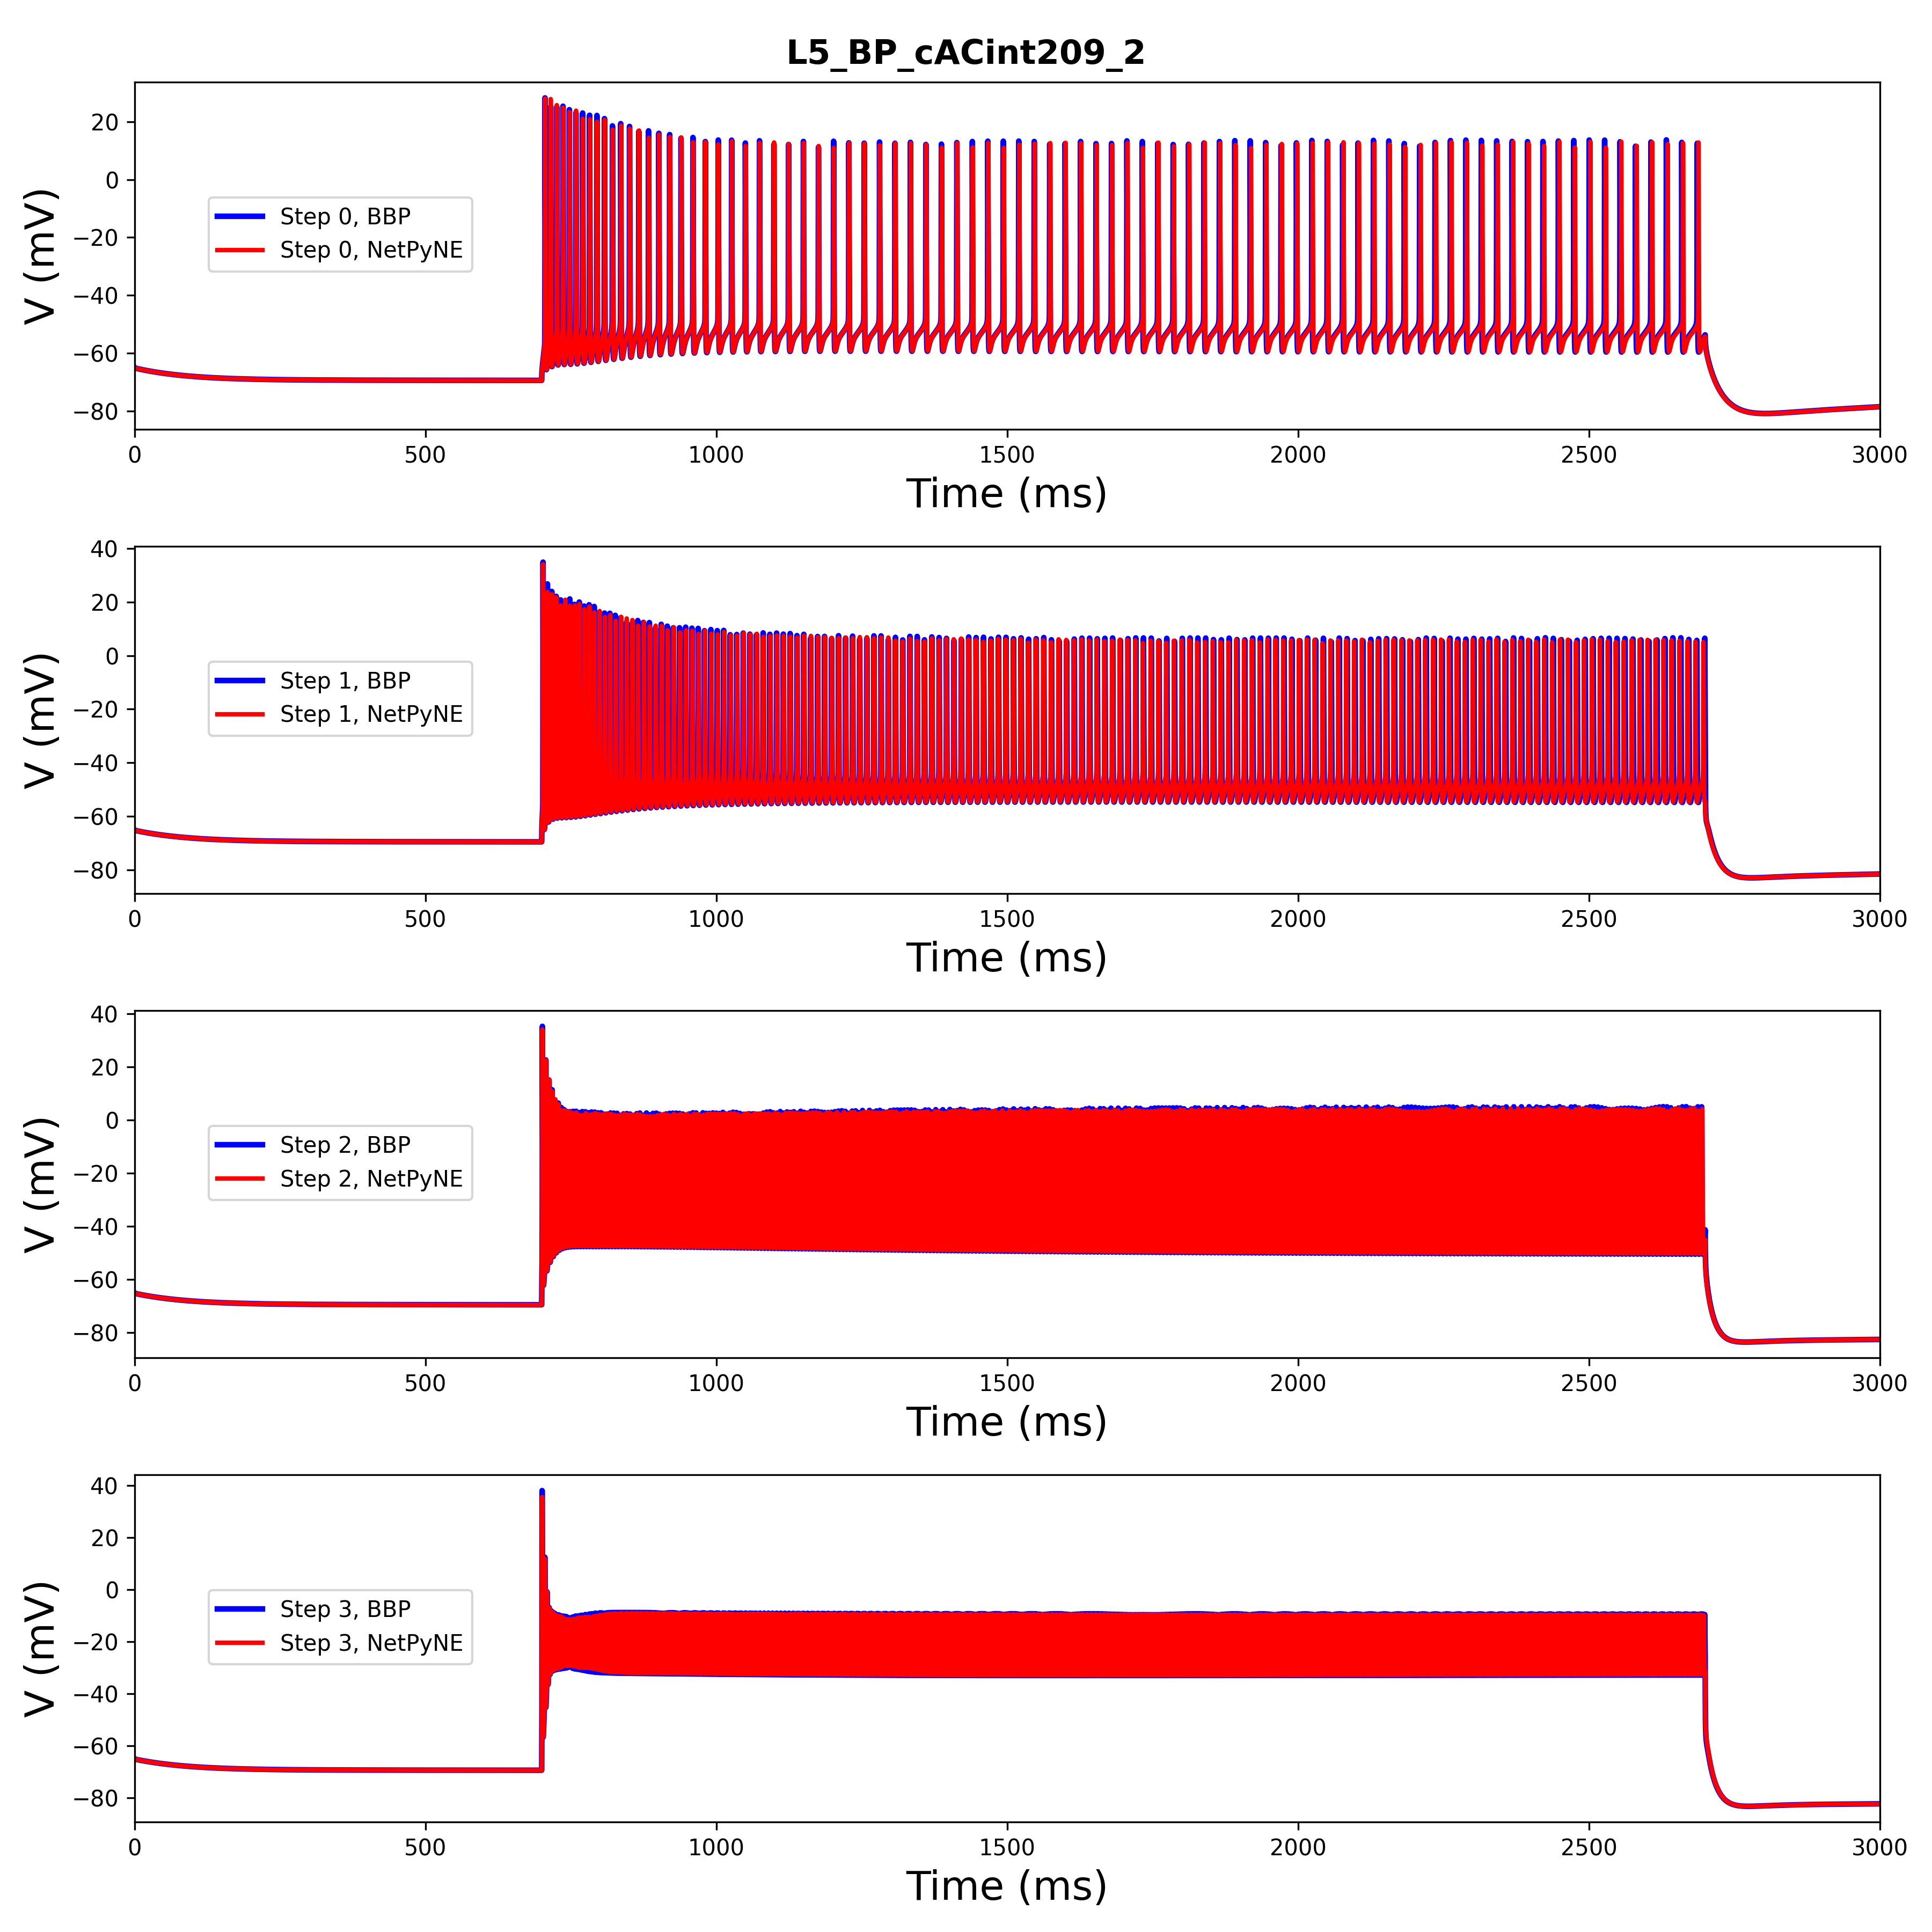 L5_BP_cACint209_2
20
0
−20
−40
−60
−80
V (mV)
Step 0, BBP
Step 0, NetPyNE
0 500 1000 1500 2000 2500 3000
Time (ms)
40
20
0
−20
−40
−60
−80
V (mV)
Step 1, BBP
Step 1, NetPyNE
0 500 1000 1500 2000 2500 3000
Time (ms)
40
20
0
−20
−40
−60
−80
V (mV)
Step 2, BBP
Step 2, NetPyNE
0 500 1000 1500 2000 2500 3000
Time (ms)
40
20
0
−20
−40
−60
−80
V (mV)
Step 3, BBP
Step 3, NetPyNE
0 500 1000 1500 2000 2500 3000
Time (ms)